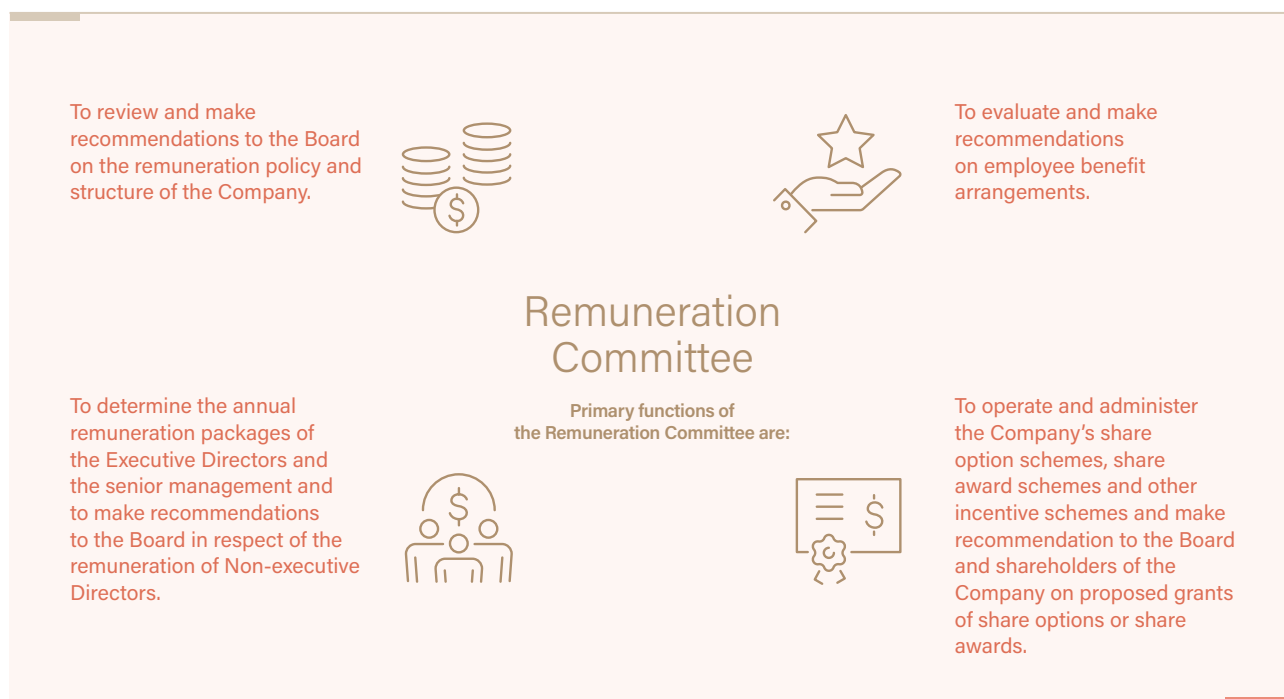 To review and make
recommendations to the Board
on the remuneration policy and
structure of the Company.
$
To evaluate and make
recommendations
on employee benefit
arrangements.
Remuneration
Committee
Primary functions of
the Remuneration Committee are:
To determine the annual
remuneration packages of
the Executive Directors and
the senior management and
to make recommendations
to the Board in respect of the
remuneration of Non-executive
Directors.
$
$
To operate and administer
the Company’s share
option schemes, share
award schemes and other
incentive schemes and make
recommendation to the Board
and shareholders of the
Company on proposed grants
of share options or share
awards.